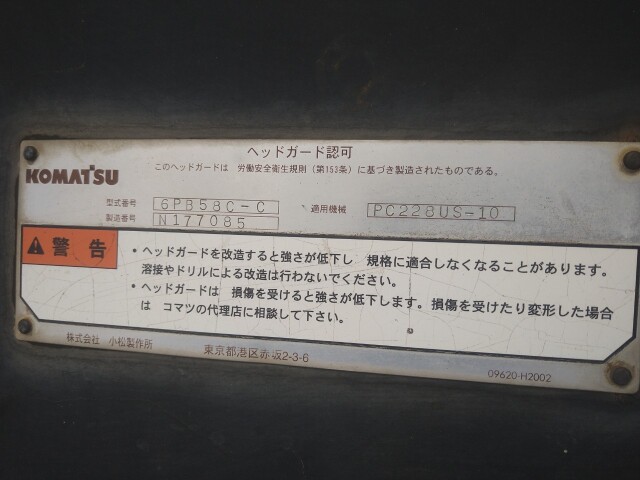 ヘッドガード認可
このヘッドガードは 労働安全衛生規則(第153条)に基づき製造されたものである。
KOMATSU
型式番号 6PB58C-C 適用機械 PC228US-10
製造番号 N177085
警告
・ヘッドガードを改造すると強さが低下し 規格に適合しなくなることがあります。
溶接やドリルによる改造は行わないでください。
・ヘッドガードは 損傷を受けると強さが低下します。損傷を受けたり変形した場合
は コマツの代理店に相談して下さい。
株式会社 小松製作所 東京都港区赤坂2-3-6
09620-H2002